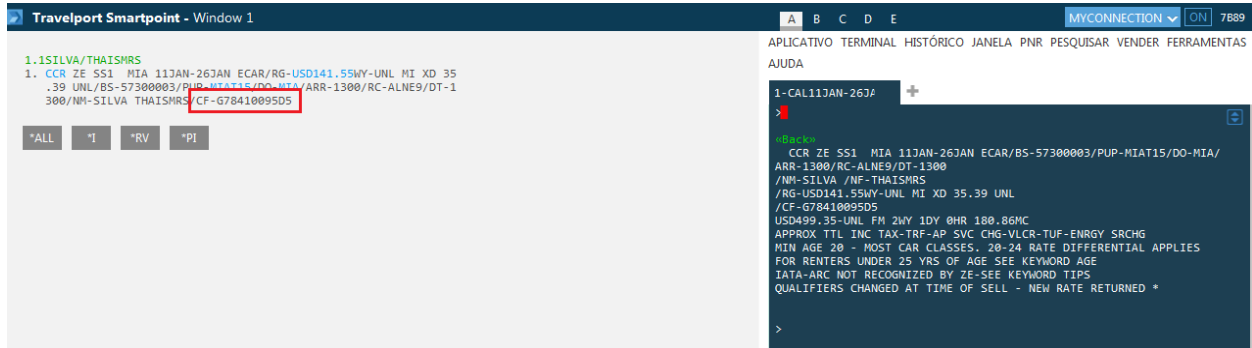 Travelport Smartpoint - Window 1
A B C D E
MYCONNECTION ON 7B89
1.1SILVA/THAISMRS
1. CCR ZE SS1 MIA 11JAN-26JAN ECAR/RG-USD141.55WY-UNL MI XD 35
.39 UNL/BS-57300003/PUP-MIAT15/DO-MIA/ARR-1300/RC-ALNE9/DT-1
300/NM-SILVA THAISMRS/CF-G78410095D5
*ALL *I *RV *PI
APLICATIVO TERMINAL HISTÓRICO JANELA PNR PESQUISAR VENDER FERRAMENTAS
AJUDA
1-CAL11JAN-26JA
>
«Back»
CCR ZE SS1 MIA 11JAN-26JAN ECAR/BS-57300003/PUP-MIAT15/DO-MIA/
ARR-1300/RC-ALNE9/DT-1300
/NM-SILVA /NF-THAISMRS
/RG-USD141.55WY-UNL MI XD 35.39 UNL
/CF-G78410095D5
USD499.35-UNL FM 2WY 1DY 0HR 180.86MC
APPROX TTL INC TAX-TRF-AP SVC CHG-VLCR-TUF-ENRGY SRCHG
MIN AGE 20 - MOST CAR CLASSES. 20-24 RATE DIFFERENTIAL APPLIES
FOR RENTERS UNDER 25 YRS OF AGE SEE KEYWORD AGE
IATA-ARC NOT RECOGNIZED BY ZE-SEE KEYWORD TIPS
QUALIFIERS CHANGED AT TIME OF SELL - NEW RATE RETURNED *
>